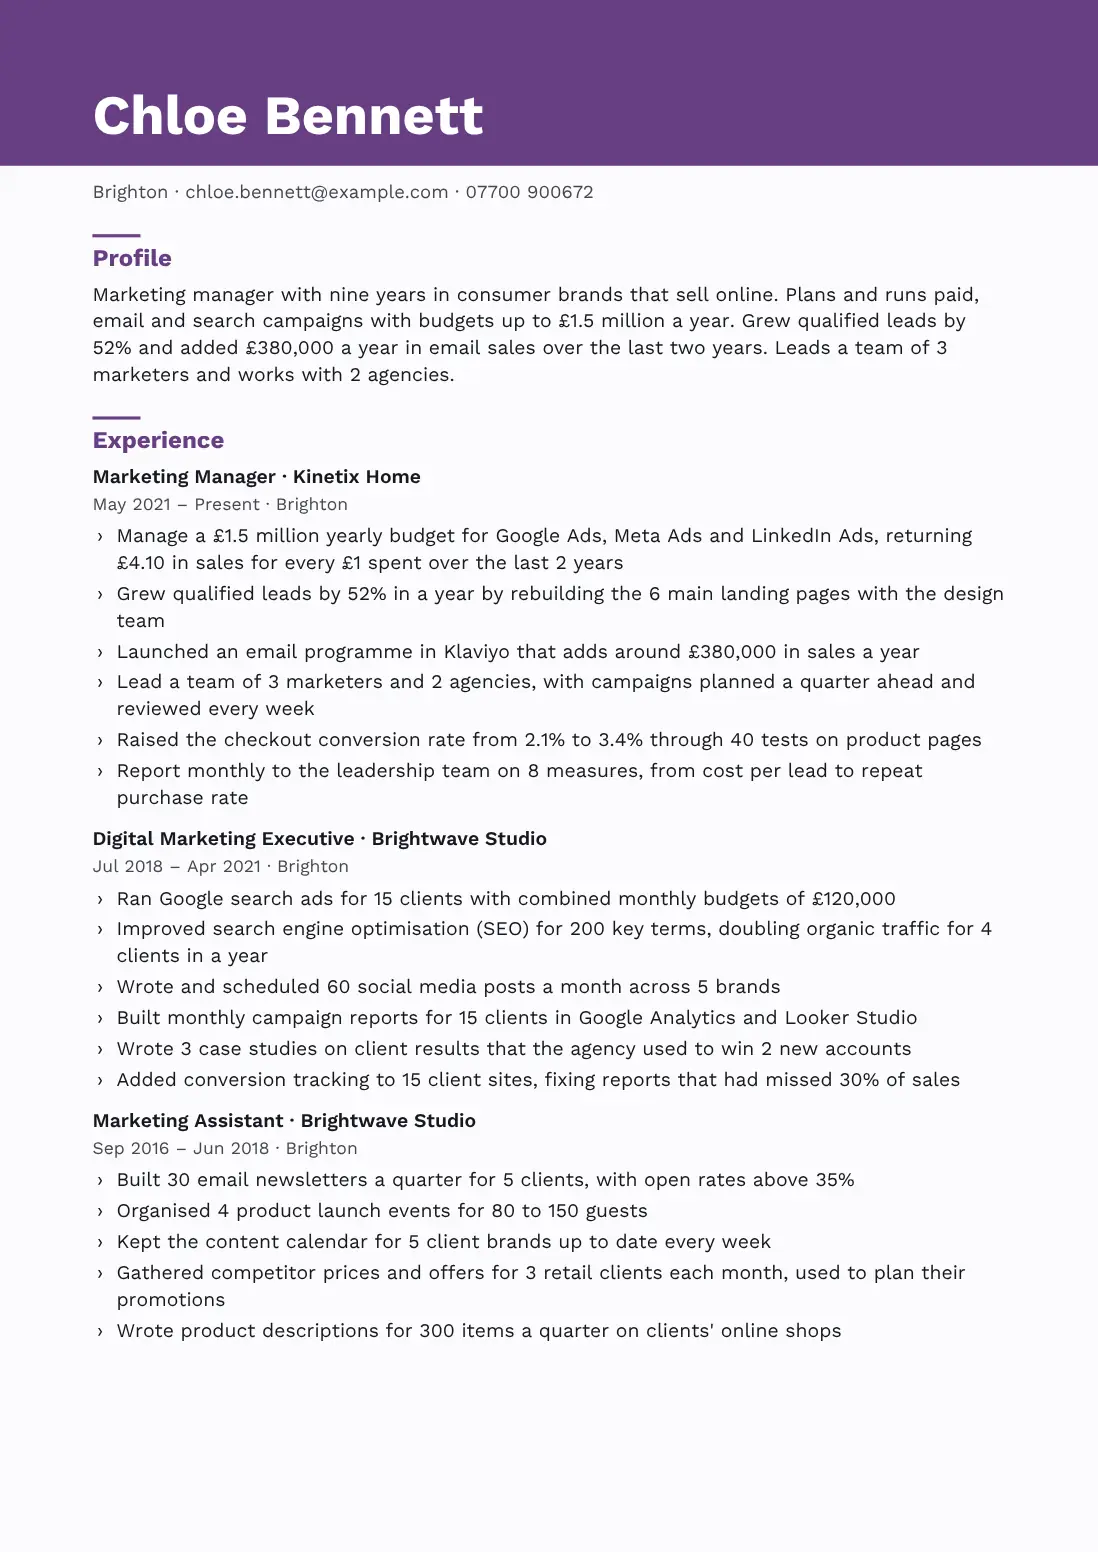 Chloe Bennett
Brighton · chloe.bennett@example.com · 07700 900672
Profile
Marketing manager with nine years in consumer brands that sell online. Plans and runs paid,
email and search campaigns with budgets up to £1.5 million a year. Grew qualified leads by
52% and added £380,000 a year in email sales over the last two years. Leads a team of 3
marketers and works with 2 agencies.
Experience
Marketing Manager · Kinetix Home
May 2021 – Present · Brighton
› Manage a £1.5 million yearly budget for Google Ads, Meta Ads and LinkedIn Ads, returning
£4.10 in sales for every £1 spent over the last 2 years
› Grew qualified leads by 52% in a year by rebuilding the 6 main landing pages with the design
team
› Launched an email programme in Klaviyo that adds around £380,000 in sales a year
› Lead a team of 3 marketers and 2 agencies, with campaigns planned a quarter ahead and
reviewed every week
› Raised the checkout conversion rate from 2.1% to 3.4% through 40 tests on product pages
› Report monthly to the leadership team on 8 measures, from cost per lead to repeat
purchase rate
Digital Marketing Executive · Brightwave Studio
Jul 2018 – Apr 2021 · Brighton
› Ran Google search ads for 15 clients with combined monthly budgets of £120,000
› Improved search engine optimisation (SEO) for 200 key terms, doubling organic traffic for 4
clients in a year
› Wrote and scheduled 60 social media posts a month across 5 brands
› Built monthly campaign reports for 15 clients in Google Analytics and Looker Studio
› Wrote 3 case studies on client results that the agency used to win 2 new accounts
› Added conversion tracking to 15 client sites, fixing reports that had missed 30% of sales
Marketing Assistant · Brightwave Studio
Sep 2016 – Jun 2018 · Brighton
› Built 30 email newsletters a quarter for 5 clients, with open rates above 35%
› Organised 4 product launch events for 80 to 150 guests
› Kept the content calendar for 5 client brands up to date every week
› Gathered competitor prices and offers for 3 retail clients each month, used to plan their
promotions
› Wrote product descriptions for 300 items a quarter on clients' online shops